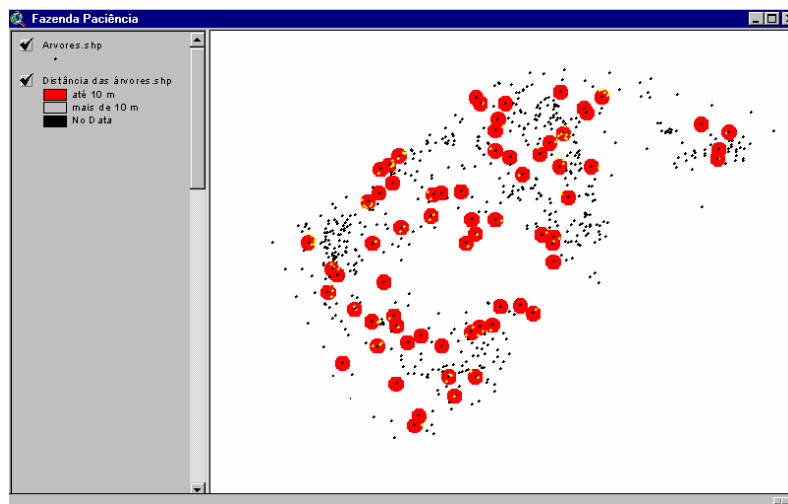 Fazenda Paciência
Arvores.shp
Distância das árvores.shp
até 10 m
mais de 10 m
No Data